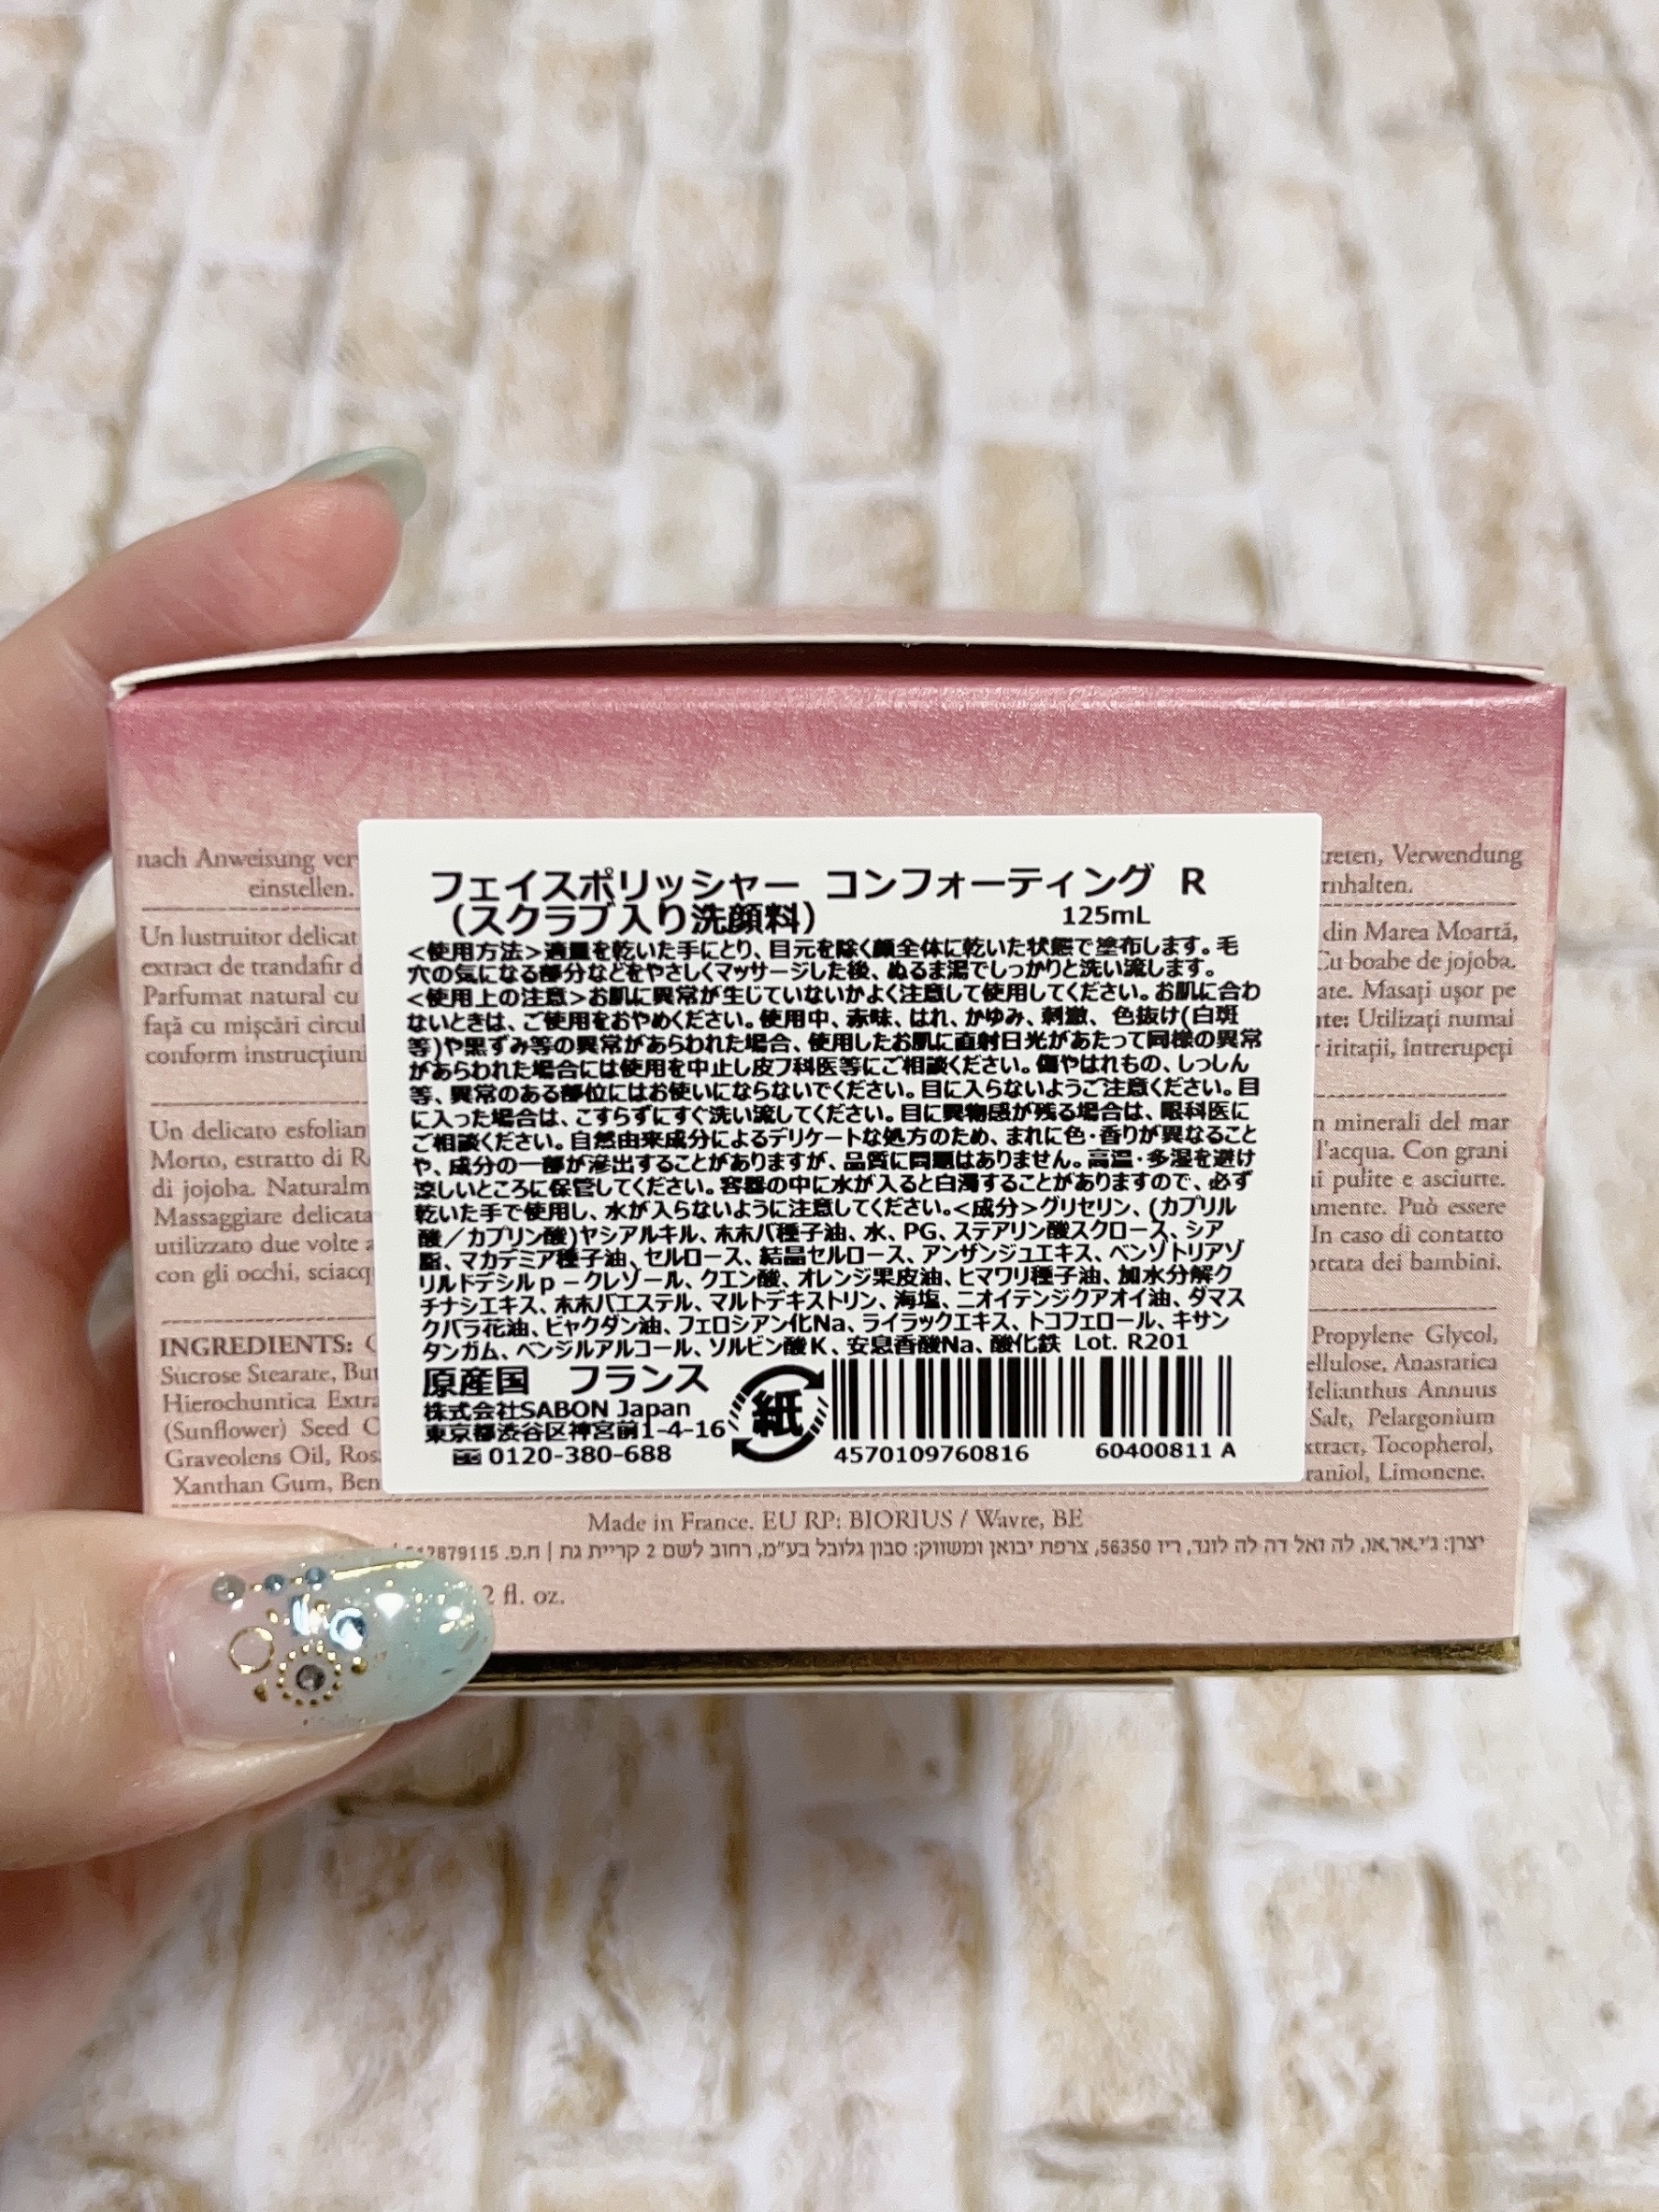 nach Anweisung ver
einstellen.
treten, Verwendung
rnhalten.
Un lustruitor delicat
extract de trandafir d
Parfumat natural cu
față cu mișcări circul
conform instrucțiuni
din Marea Moartă,
Cu boabe de jojoba.
ate. Masați ușor pe
nte: Utilizați numai
iritații, întrerupeți
Un delicato esfolian
Morto, estratto di R
di jojoba. Naturalm
Massaggiare delicata
utilizzato due volte a
con gli occhi, sciacq
n minerali del mar
l'acqua. Con grani
i pulite e asciutte.
amente. Può essere
In caso di contatto
ortata dei bambini.
INGREDIENTS:
Sucrose Stearate, But
Hierochuntica Extra
(Sunflower) Seed
Graveolens Oil, Ros
Xanthan Gum, Ben
Propylene Glycol,
ellulose, Anastatica
Helianthus Annuus
Salt, Pelargonium
xtract, Tocopherol,
raniol, Limonene.
フェイスポリッシャー コンフォーティング R
（スクラブ入り洗顔料） 125mL
＜使用方法＞適量を乾いた手にとり、目元を除く顔全体に乾いた状態で塗布します。毛
穴の気になる部分などをやさしくマッサージした後、ぬるま湯でしっかりと洗い流します。
＜使用上の注意＞お肌に異常が生じていないかよく注意して使用してください。お肌に合わ
ないときは、ご使用をおやめください。使用中、赤味、はれ、かゆみ、刺激、色抜け(白斑
等)や黒ずみ等の異常があらわれた場合、使用したお肌に直射日光があたって同様の異常
があらわれた場合には使用を中止し皮フ科医等にご相談ください。傷やはれもの、しっしん
等、異常のある部位にはお使いにならないでください。目に入らないようご注意ください。目
に入った場合は、こすらずにすぐ洗い流してください。目に異物感が残る場合は、眼科医に
ご相談ください。自然由来成分によるデリケートな処方のため、まれに色・香りが異なること
や、成分の一部が滲出することがありますが、品質に問題はありません。高温・多湿を避け
涼しいところに保管してください。容器の中に水が入ると白濁することがありますので、必ず
乾いた手で使用し、水が入らないように注意してください。＜成分＞グリセリン、(カプリル
酸／カプリン酸)ヤシアルキル、ホホバ種子油、水、PG、ステアリン酸スクロース、シア
脂、マカデミア種子油、セルロース、結晶セルロース、アンザンジュエキス、ベンゾトリアゾ
リルドデシルｐ－クレゾール、クエン酸、オレンジ果皮油、ヒマワリ種子油、加水分解ク
チナシエキス、ホホバエステル、マルトデキストリン、海塩、ニオイテンジクアオイ油、ダマス
クバラ花油、ビャクダン油、フェロシアン化Na、ライラックエキス、トコフェロール、キサン
タンガム、ベンジルアルコール、ソルビン酸Ｋ、安息香酸Na、酸化鉄 Lot. R201
原産国 フランス
株式会社SABON Japan
東京都渋谷区神宮前1-4-16
0120-380-688
紙
4570109760816 60400811 A
Made in France. EU RP: BIORIUS / Wavre, BE
יצרן: ג'י.אר.או, לה ואל דה לה לונד, ריו 56350, צרפת יבואן ומשווק: סבון גלובל בע"מ, רחוב לשם 2 קריית גת | ח.פ.
2 fl. oz.